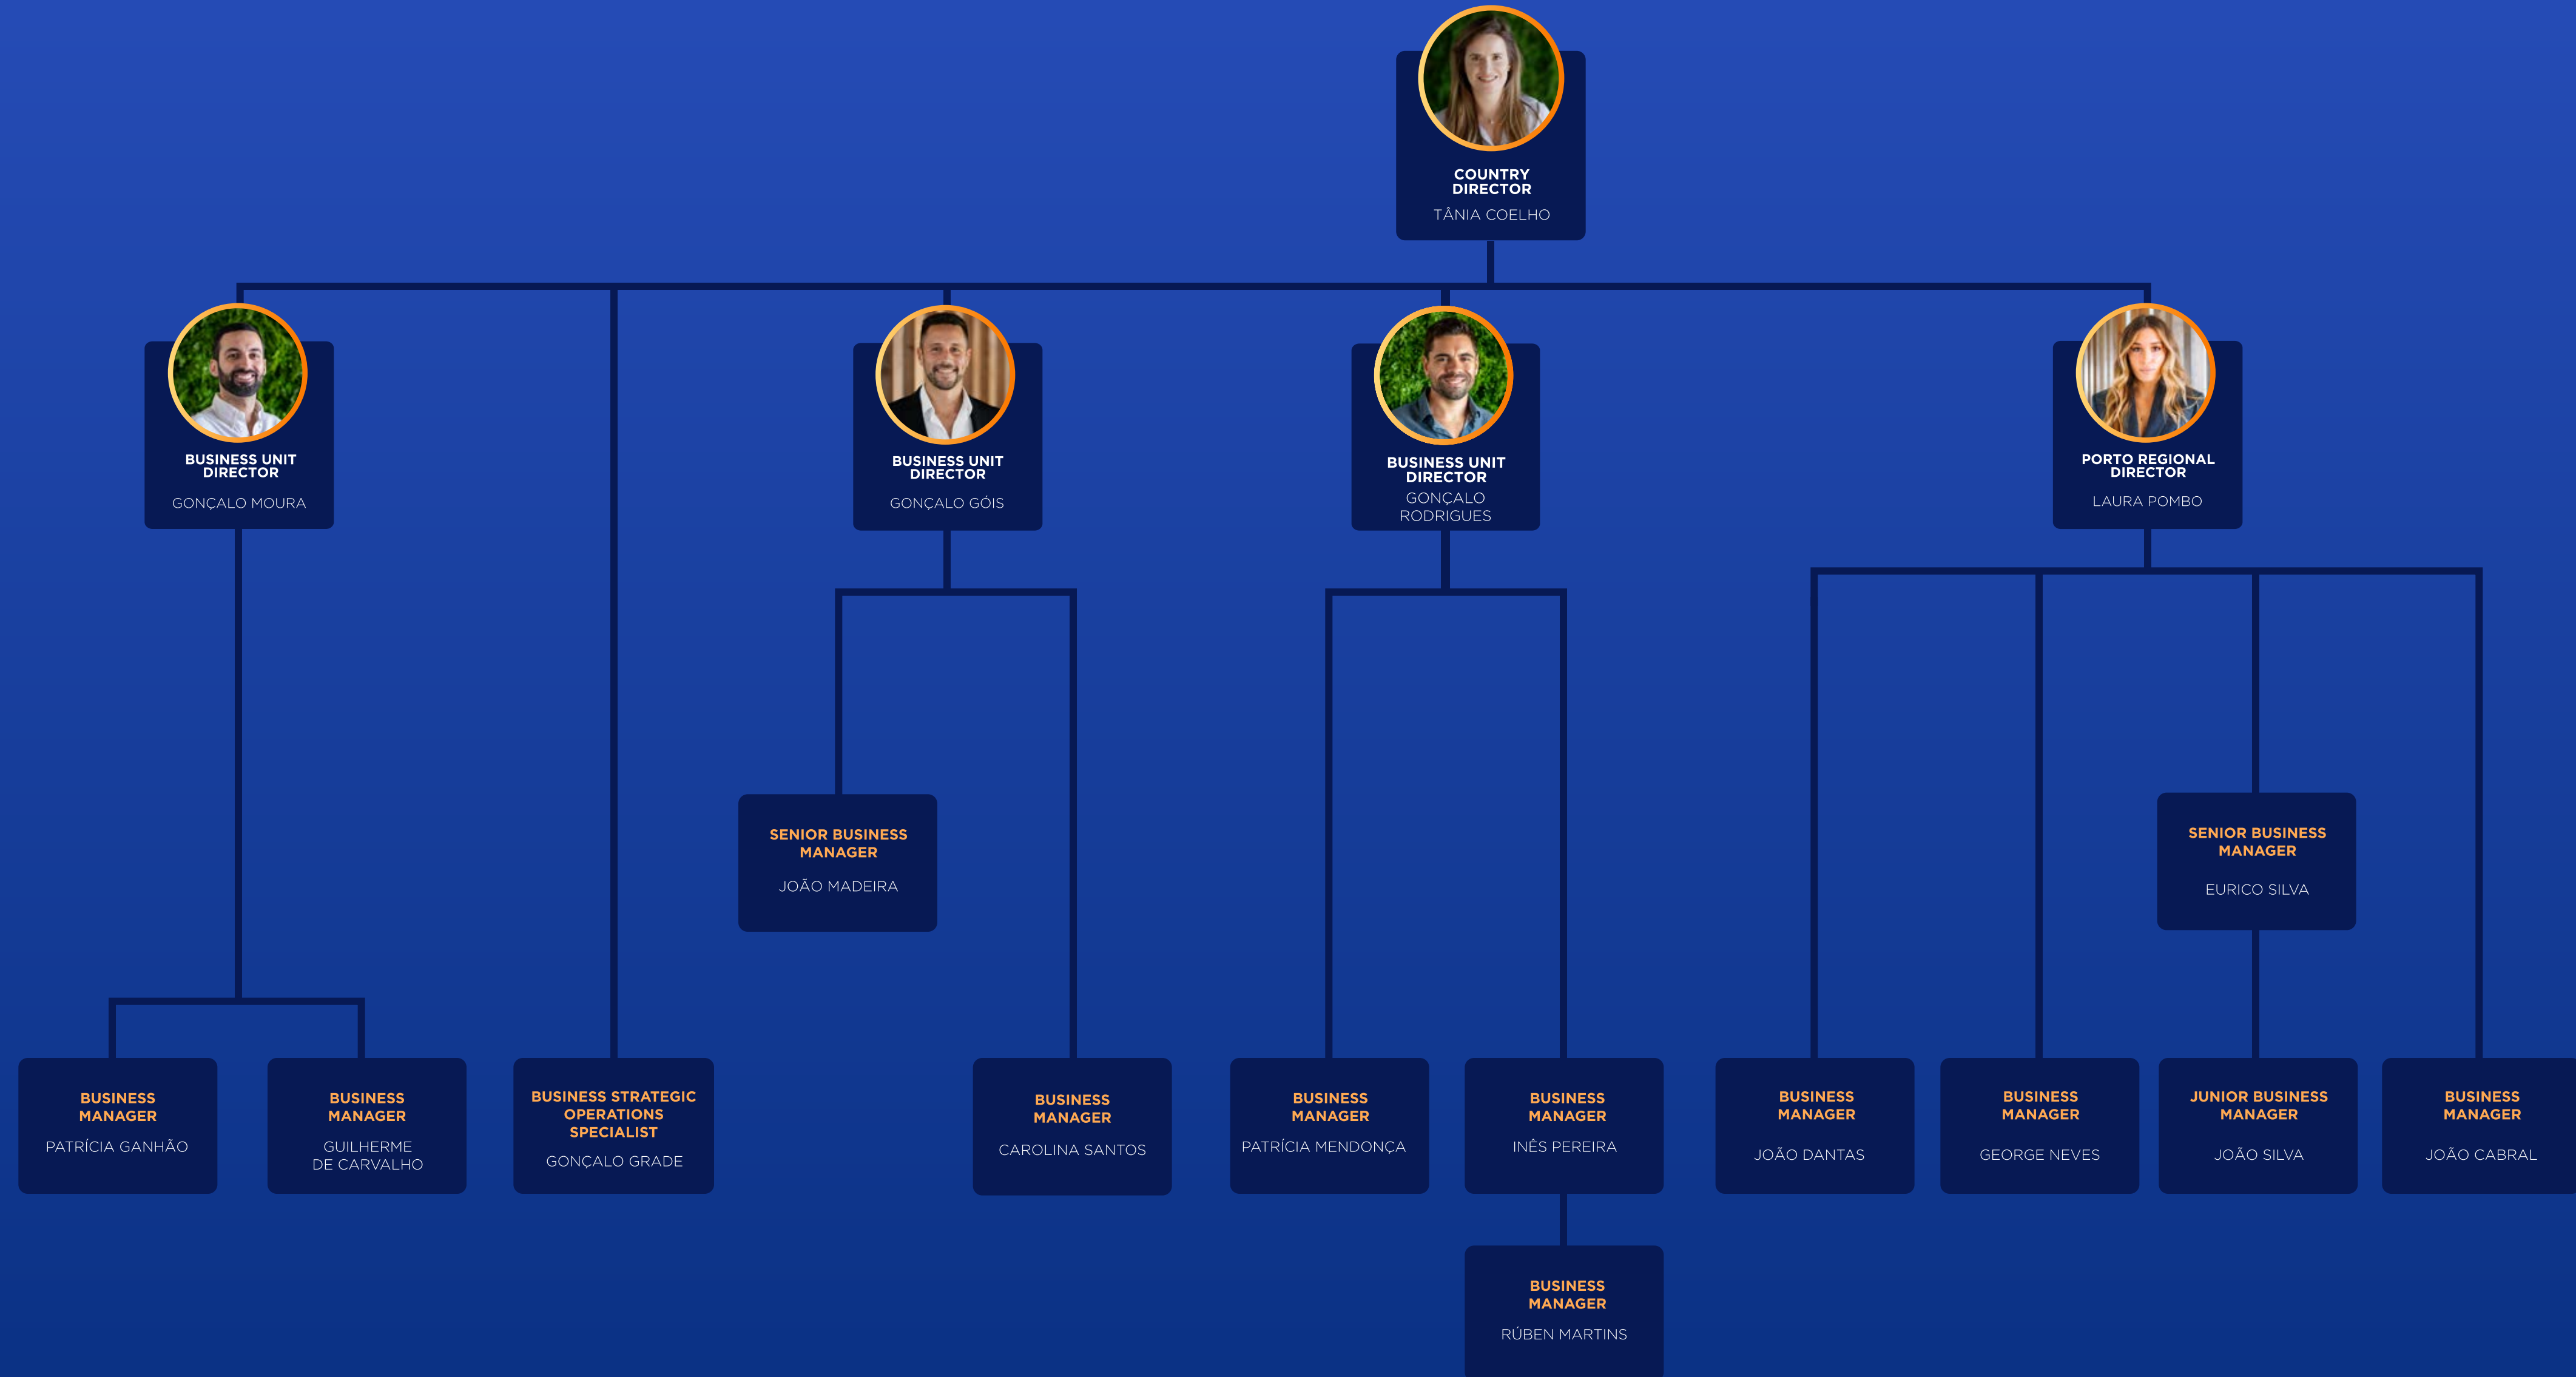 COUNTRY
DIRECTOR
TÂNIA COELHO
BUSINESS UNIT
DIRECTOR
GONÇALO MOURA
BUSINESS UNIT
DIRECTOR
GONÇALO GÓIS
BUSINESS UNIT
DIRECTOR
GONÇALO
RODRIGUES
PORTO REGIONAL
DIRECTOR
LAURA POMBO
SENIOR BUSINESS
MANAGER
JOÃO MADEIRA
SENIOR BUSINESS
MANAGER
EURICO SILVA
BUSINESS
MANAGER
PATRÍCIA GANHÃO
BUSINESS
MANAGER
GUILHERME
DE CARVALHO
BUSINESS STRATEGIC
OPERATIONS
SPECIALIST
GONÇALO GRADE
BUSINESS
MANAGER
CAROLINA SANTOS
BUSINESS
MANAGER
PATRÍCIA MENDONÇA
BUSINESS
MANAGER
INÊS PEREIRA
BUSINESS
MANAGER
JOÃO DANTAS
BUSINESS
MANAGER
GEORGE NEVES
JUNIOR BUSINESS
MANAGER
JOÃO SILVA
BUSINESS
MANAGER
JOÃO CABRAL
BUSINESS
MANAGER
RÚBEN MARTINS